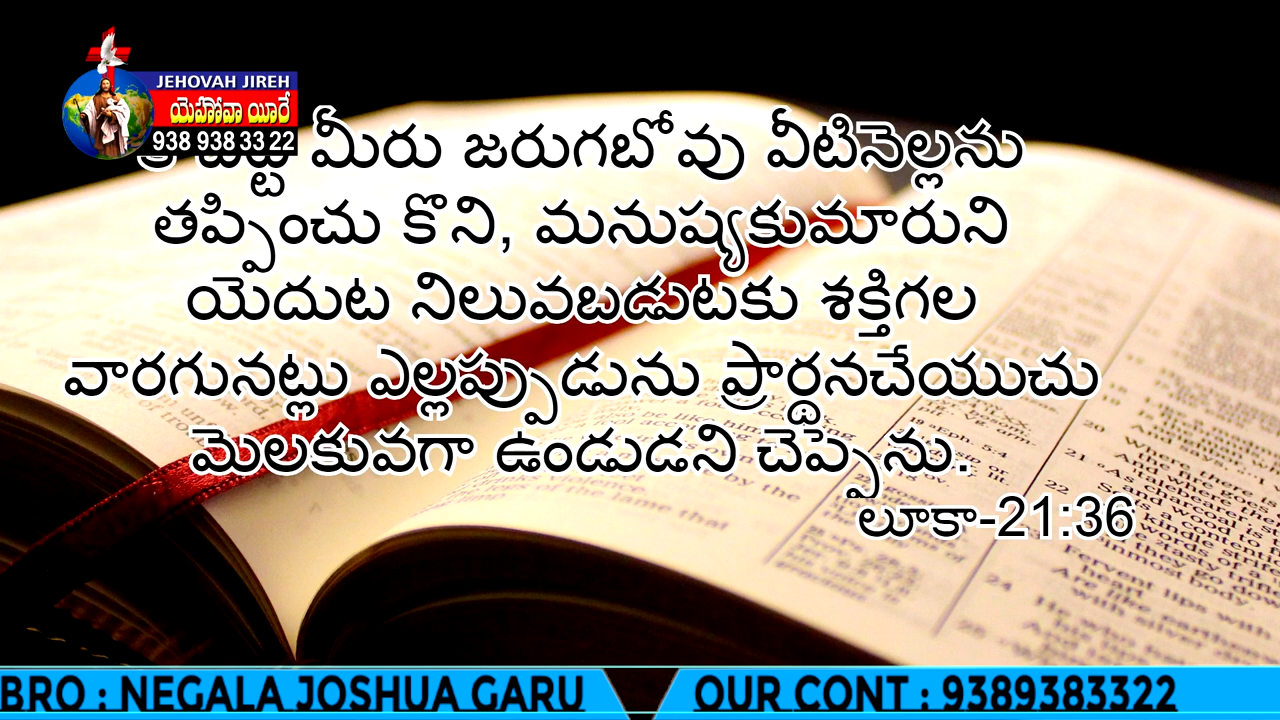 JEHOVAH JIREH
యెహోవా యీరే
938 938 33 22
మీరు జరుగబోవు వీటినెల్లను
తప్పించు కొని, మనుష్యకుమారుని
యెదుట నిలువబడుటకు శక్తిగల
వారగునట్లు ఎల్లప్పుడును ప్రార్థనచేయుచు
మెలకువగా ఉండుడని చెప్పెను.
లూకా-21:36
BRO : NEGALA JOSHUA GARU OUR CONT : 9389383322